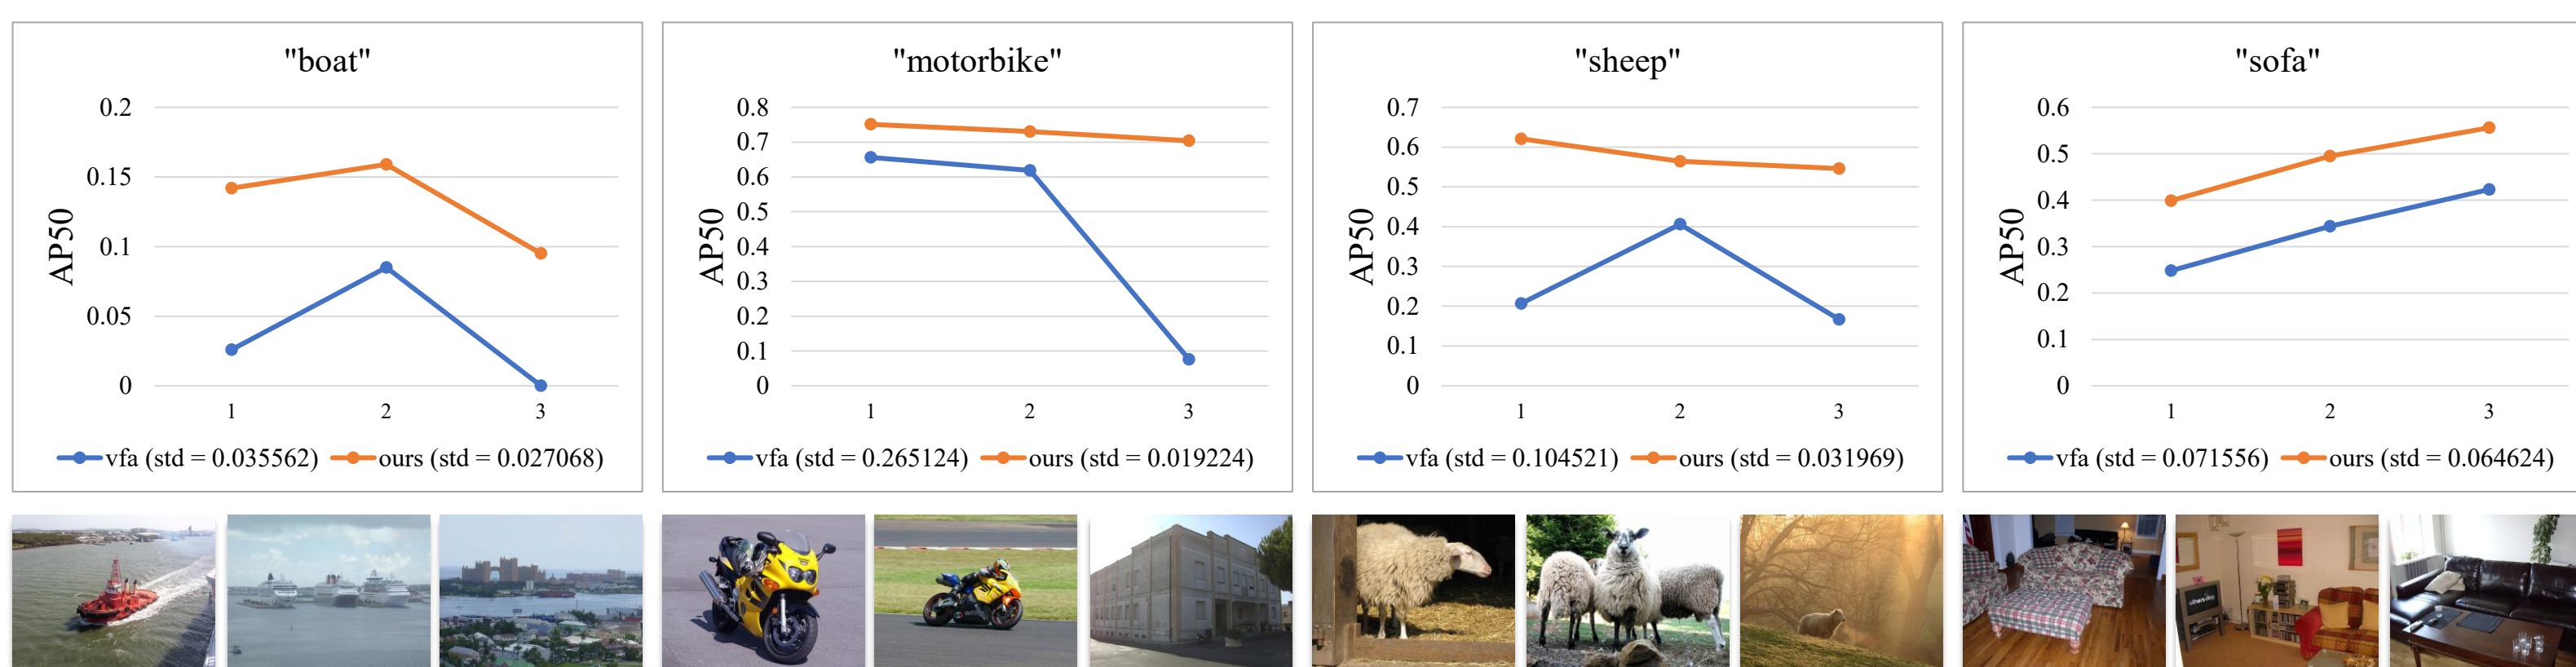 "boat"
0.2
0.15
0.1
0.05
0
AP50
1 2 3
vfa (std = 0.035562) ours (std = 0.027068)
"motorbike"
0.8
0.7
0.6
0.5
0.4
0.3
0.2
0.1
0
AP50
1 2 3
vfa (std = 0.265124) ours (std = 0.019224)
"sheep"
0.7
0.6
0.5
0.4
0.3
0.2
0.1
0
AP50
1 2 3
vfa (std = 0.104521) ours (std = 0.031969)
"sofa"
0.6
0.5
0.4
0.3
0.2
0.1
0
AP50
1 2 3
vfa (std = 0.071556) ours (std = 0.064624)